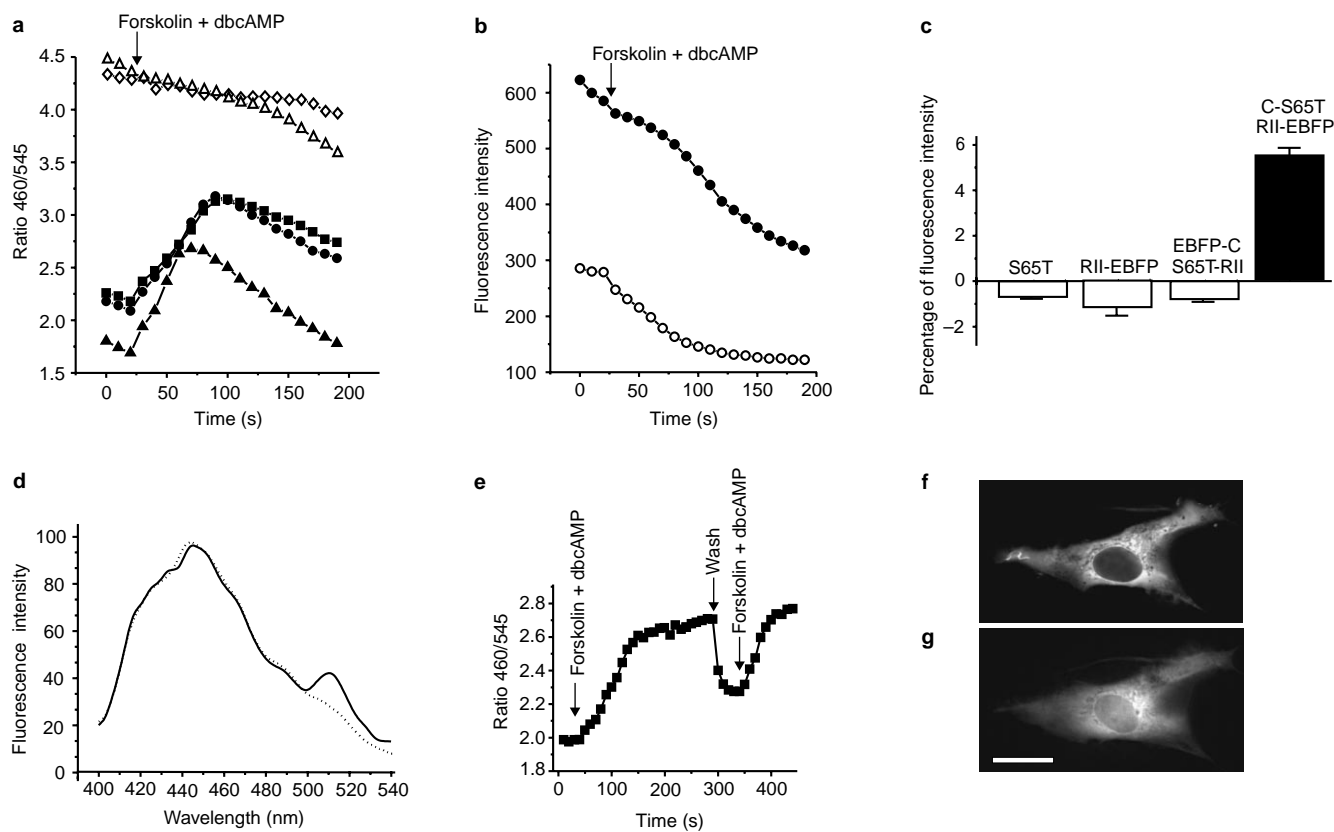 a
Forskolin + dbcAMP
4.5
4.0
3.5
3.0
2.5
2.0
1.5
Ratio 460/545
0 50 100 150 200
Time (s)
b
Forskolin + dbcAMP
600
500
400
300
200
100
Fluorescence intensity
0 50 100 150 200
Time (s)
c
C-S65T
RII-EBFP
6
4
2
0
–2
Percentage of fluorescence intensity
S65T
RII-EBFP
EBFP-C
S65T-RII
d
100
80
60
40
20
0
Fluorescence intensity
400 420 440 460 480 500 520 540
Wavelength (nm)
e
Forskolin + dbcAMP
Wash
Forskolin + dbcAMP
2.8
2.6
2.4
2.2
2.0
1.8
Ratio 460/545
0 100 200 300 400
Time (s)
f
g